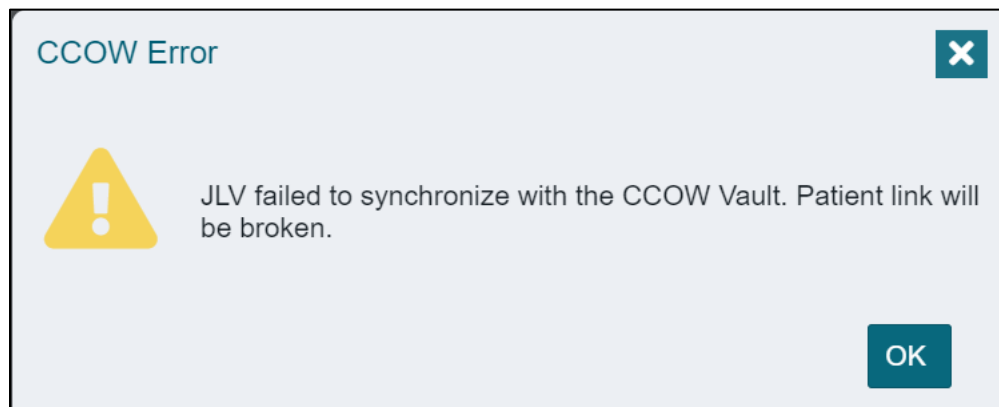 CCOW Error
JLV failed to synchronize with the CCOW Vault. Patient link will
be broken.
OK